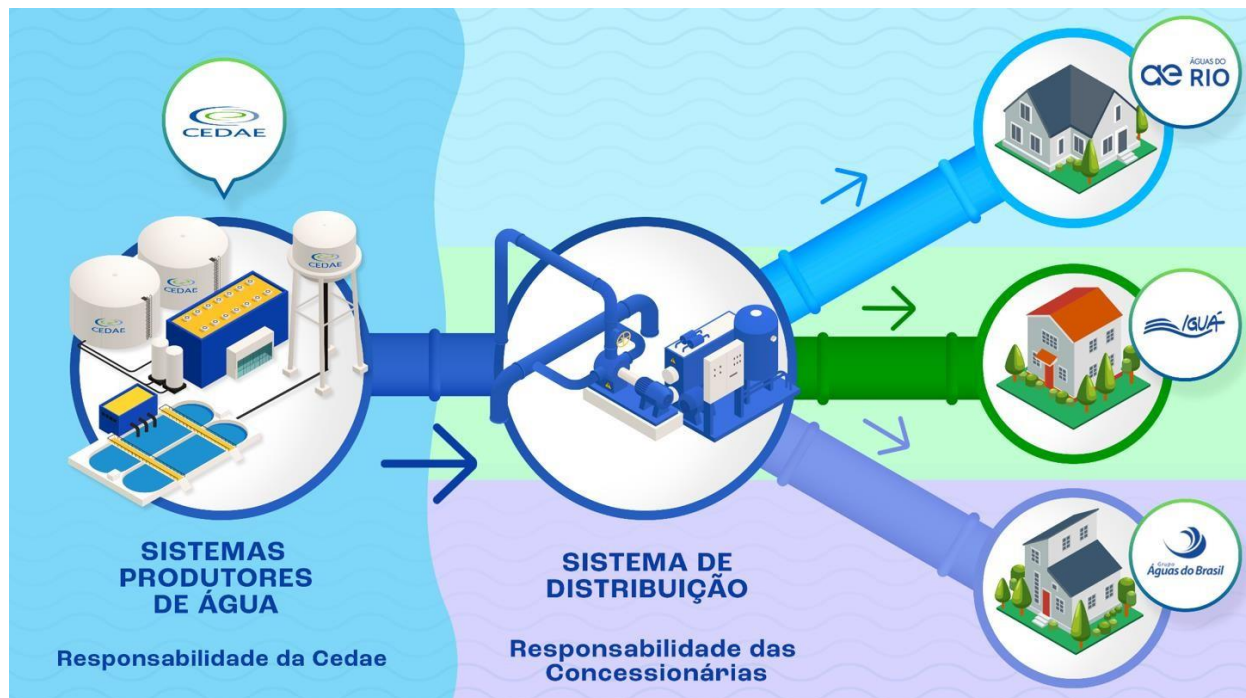 CEDAE
CEDAE
CEDAE
SISTEMAS
PRODUTORES
DE ÁGUA
Responsabilidade da Cedae
SISTEMA DE
DISTRIBUIÇÃO
Responsabilidade das
Concessionárias
ae ÁGUAS DO
RIO
IGUÁ
Grupo
Águas do Brasil